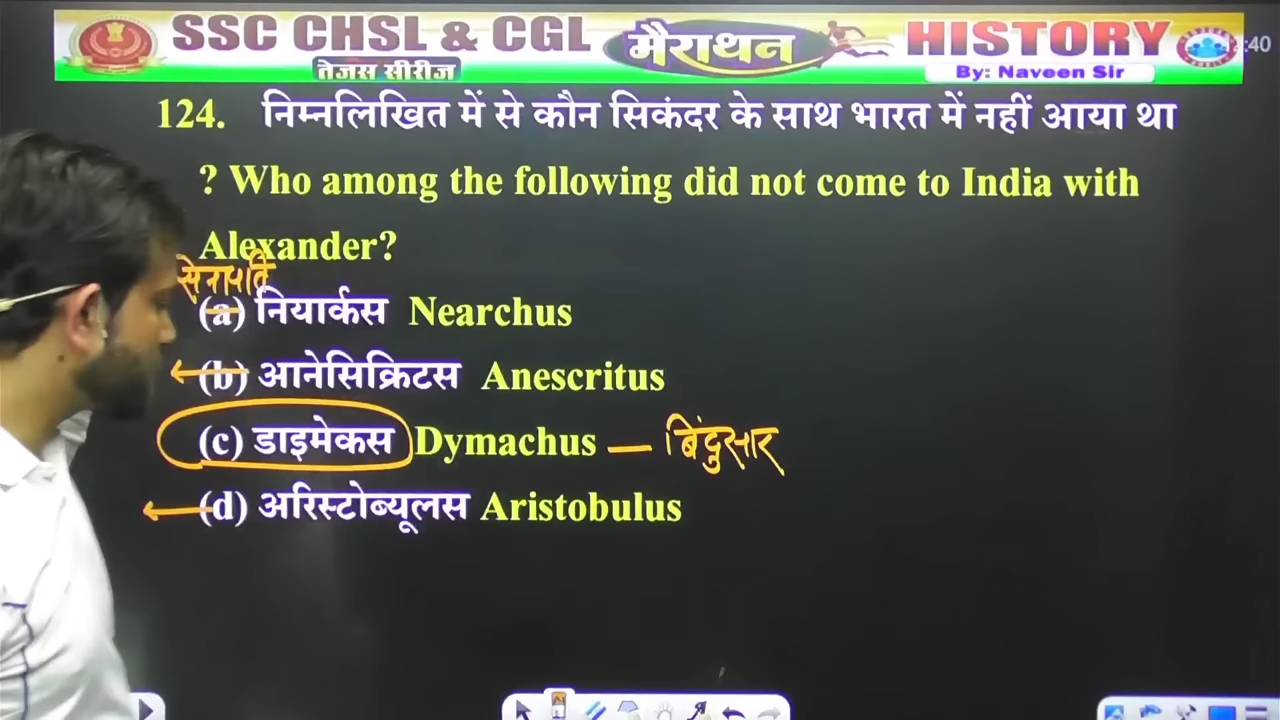 SSC CHSL & CGL मैराथन HISTORY
:40
तेजस सीरीज By: Naveen Sir
124. निम्नलिखित में से कौन सिकंदर के साथ भारत में नहीं आया था
? Who among the following did not come to India with
Alexander?
सेनापति
(a) नियार्कस Nearchus
(b) आनेसिक्रिटस Anescritus
(c) डाइमेकस Dymachus — बिंदुसार
(d) अरिस्टोब्यूलस Aristobulus